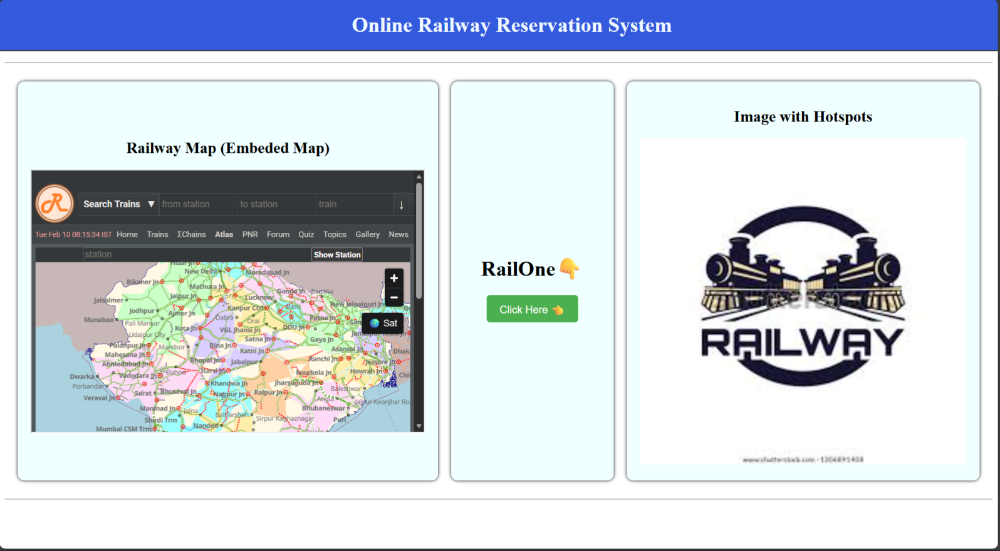 Online Railway Reservation System
Railway Map (Embeded Map)
Search Trains ▼ from station to station train ↓
Tue Feb 10 08:15:34 IST Home Trains ΣChains Atlas PNR Forum Quiz Topics Gallery News
station Show Station
New Delhi
Moradabad Jn
+
Bikaner Jn
Mathura Jn
Gonda Jn
Jaisalmer
Jaipur Jn
Lucknow
−
Jodhpur
Ajmer Jn
Kanpur Ctrl
Basti
New Jalpaiguri Jn
Munabao
Pali Marwar
Dabra
Orai
Patna Jn
Sat
Udaipur City
Kota Jn
VGL Jhansi Jn
DDU Jn
Palanpur Jn
Mandsor
Bina Jn
Satna Jn
Gaya Jn
Mahesana Jn
Katni Jn
Asansol Jn
Ahmedabad Jn
Bhopal Jn
Jabalpur
Ranchi Jn
Jessore Jn
Dwarka
Vadodara Jn
Dahod
Itarsi Jn
Rourkela Jn
Howrah Jn
Porbandar
Khandwa Jn
Jharsuguda Jn
Veraval Jn
Surat
Bhusaval Jn
Nagpur Jn
Raipur Jn
Baleshwar
Angul
Jajpur Keonjhar
Manmad Jn
Jalna
Balharshah
Bhubaneswar
Shirdi Trm
Sirpur Kaghaznagar
Puri
Mumbai CSM Trm
Nanded
RailOne 👇
Click Here 👈
Image with Hotspots
RAILWAY
www.shutterstock.com · 1306891408